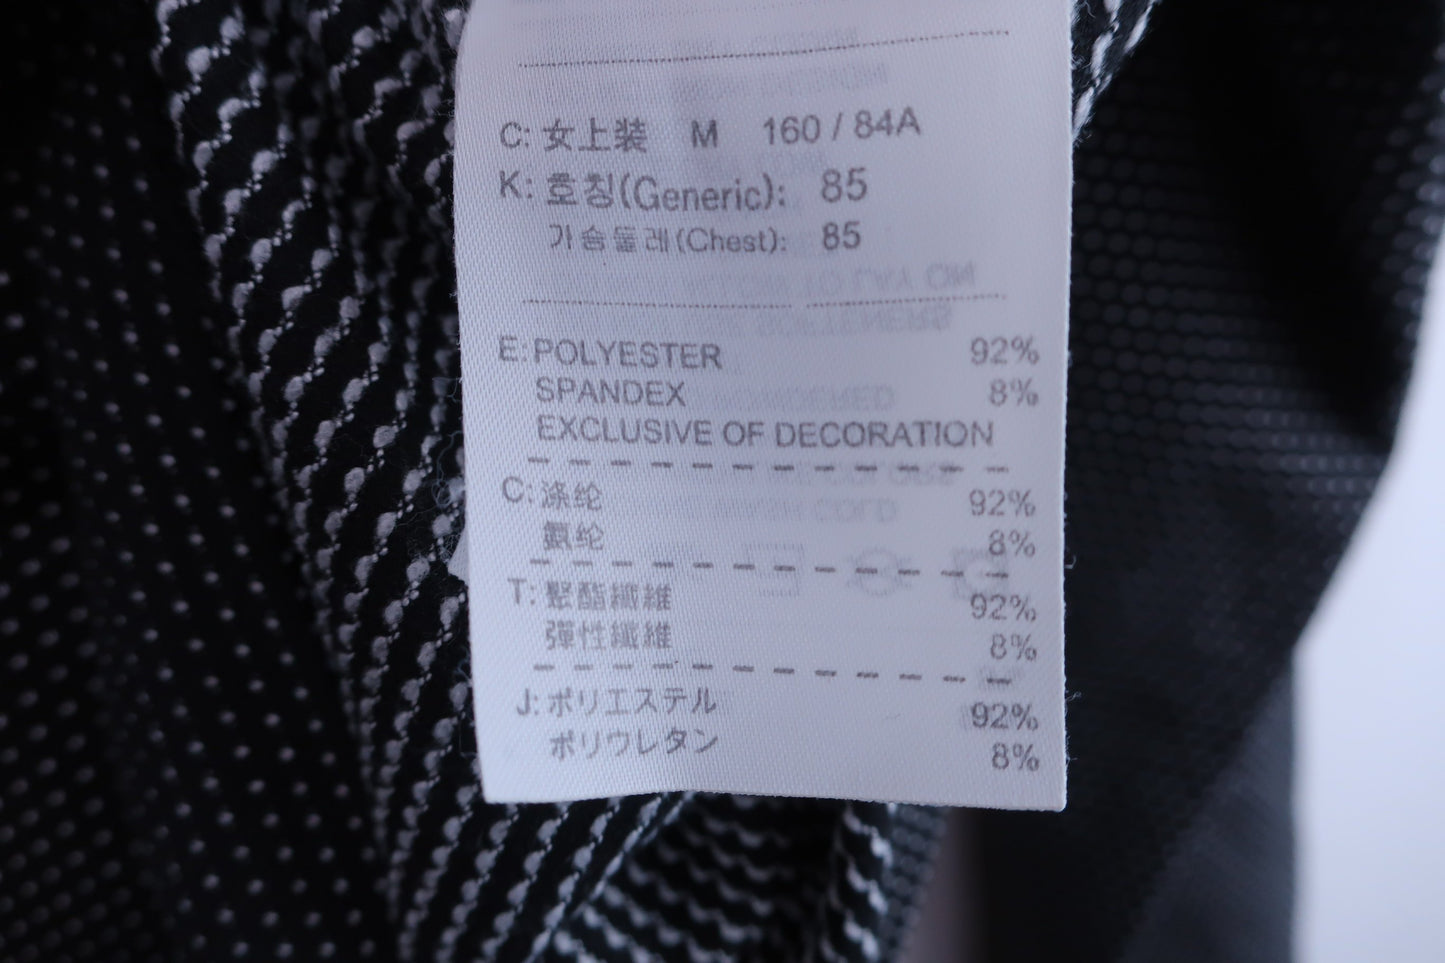 C: 女上装 M 160 / 84A
K: 호칭(Generic): 85
가슴둘레(Chest): 85
E: POLYESTER 92%
SPANDEX 8%
EXCLUSIVE OF DECORATION
C: 涤纶 92%
氨纶 8%
T: 聚酯纖維 92%
彈性纖維 8%
J: ポリエステル 92%
ポリウレタン 8%